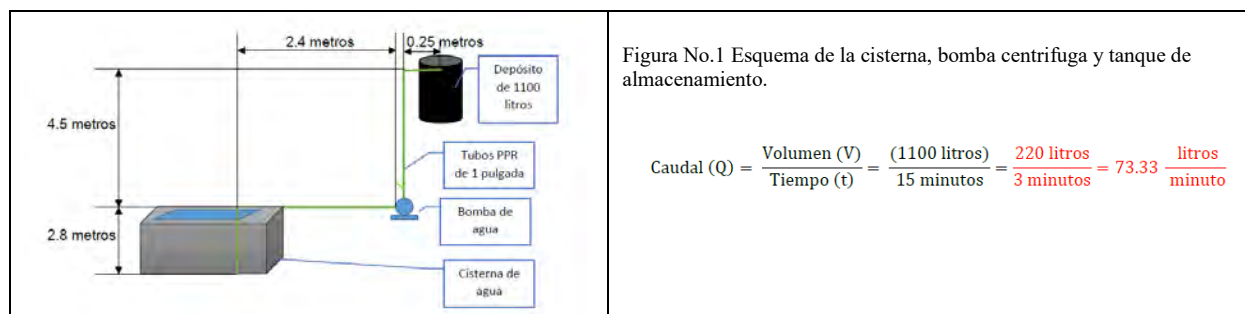 2.4 metros
0.25 metros
4.5 metros
2.8 metros
Depósito
de 1100
litros
Tubos PPR
de 1 pulgada
Bomba de
agua
Cisterna de
agua
Figura No.1 Esquema de la cisterna, bomba centrifuga y tanque de
almacenamiento.
Caudal (Q) = Volumen (V) / Tiempo (t) = (1100 litros) / 15 minutos = 220 litros / 3 minutos = 73.33 litros / minuto